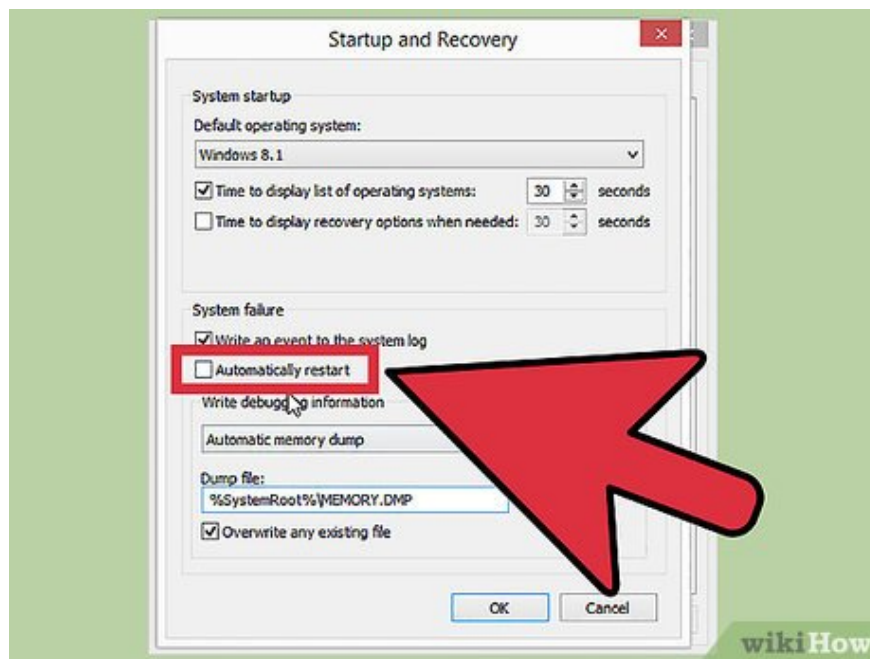 Startup and Recovery
System startup
Default operating system:
Windows 8.1
Time to display list of operating systems: 30 seconds
Time to display recovery options when needed: 30 seconds
System failure
Write an event to the system log
Automatically restart
Write debugging information
Automatic memory dump
Dump file:
%SystemRoot%\MEMORY.DMP
Overwrite any existing file
OK Cancel
wikiHow